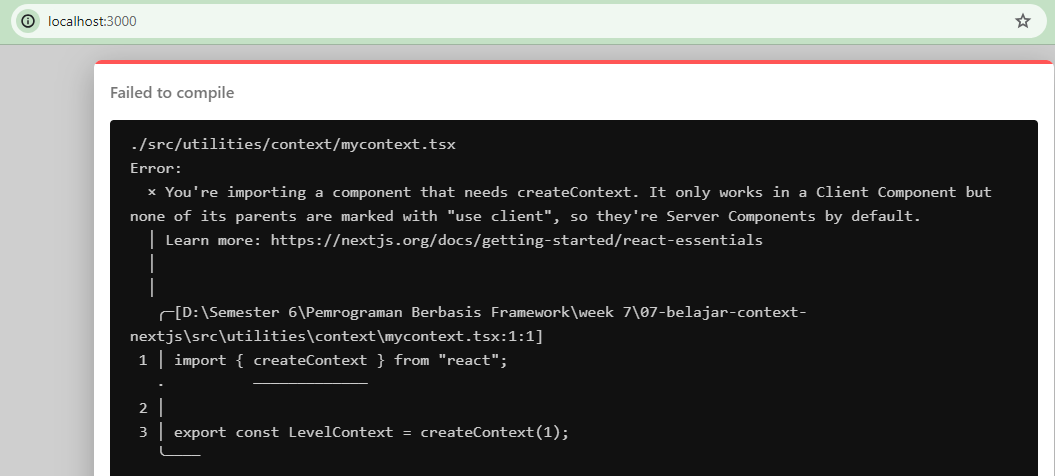 localhost:3000
Failed to compile
./src/utilities/context/mycontext.tsx
Error:
× You're importing a component that needs createContext. It only works in a Client Component but
none of its parents are marked with "use client", so they're Server Components by default.
│ Learn more: https://nextjs.org/docs/getting-started/react-essentials
│
│
╭─[D:\Semester 6\Pemrograman Berbasis Framework\week 7\07-belajar-context-
nextjs\src\utilities\context\mycontext.tsx:1:1]
1 │ import { createContext } from "react";
· ─────────────
2 │
3 │ export const LevelContext = createContext(1);
╰────